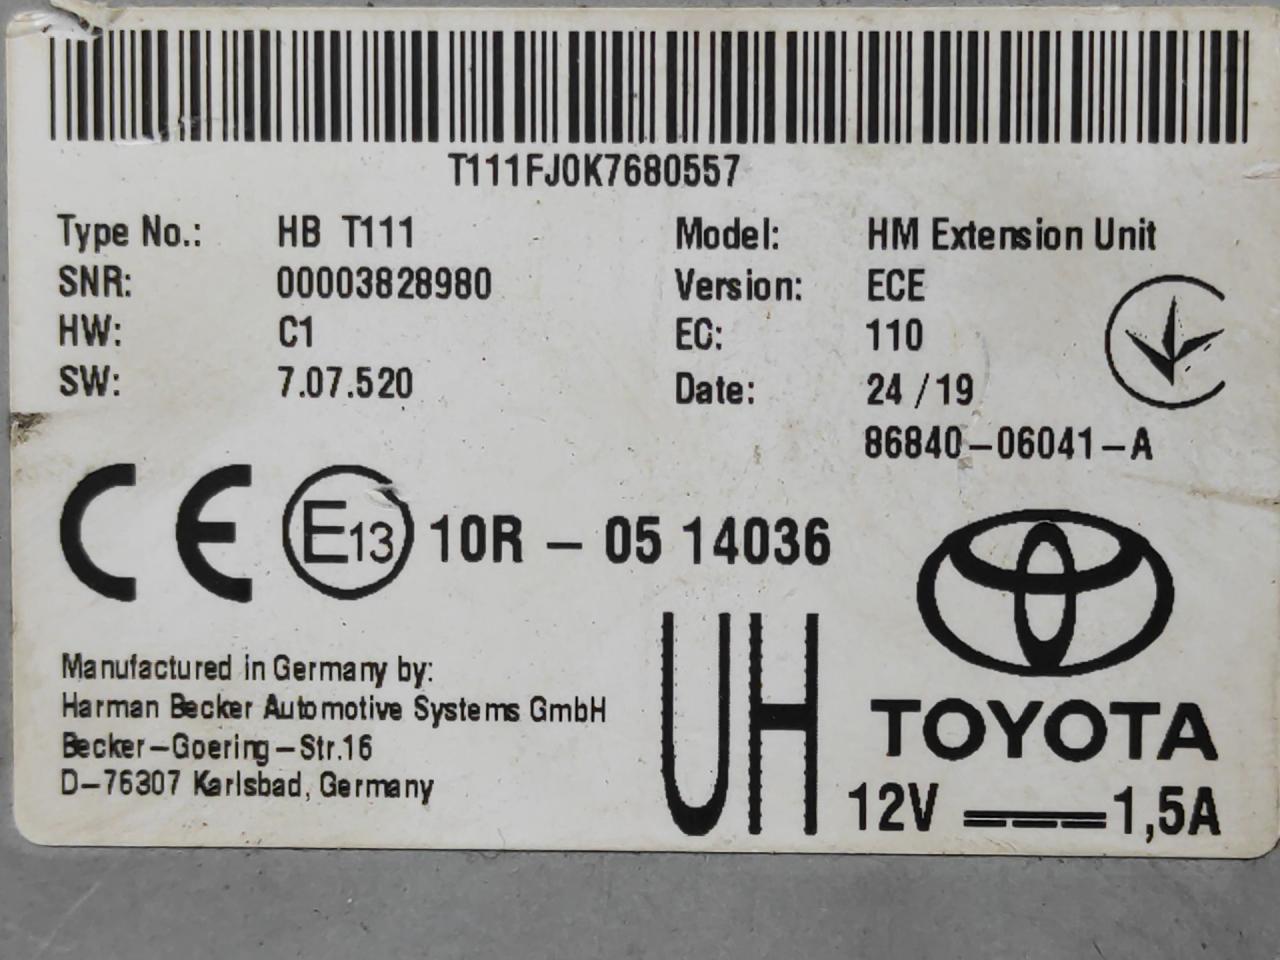 T111FJ0K7680557
Type No.: HB T111 Model: HM Extension Unit
SNR: 00003828980 Version: ECE
HW: C1 EC: 110
SW: 7.07.520 Date: 24 / 19
86840-06041-A
CE E13 10R - 05 14036
Manufactured in Germany by:
Harman Becker Automotive Systems GmbH
Becker-Goering-Str.16
D-76307 Karlsbad, Germany
UH
TOYOTA
12V 1,5A